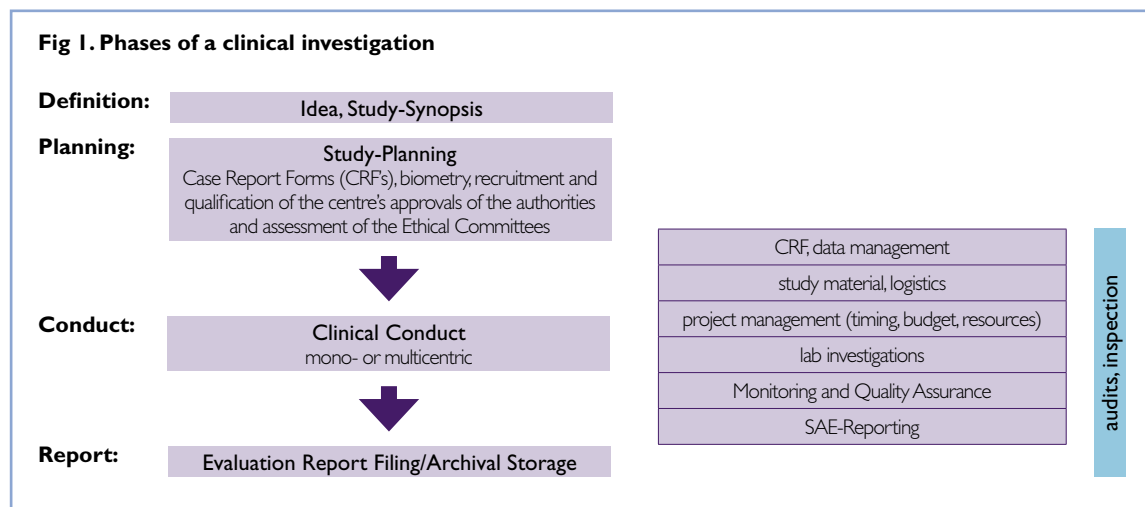 Fig 1. Phases of a clinical investigation
Definition:
Idea, Study-Synopsis
Planning:
Study-Planning
Case Report Forms (CRF's), biometry, recruitment and
qualification of the centre's approvals of the authorities
and assessment of the Ethical Committees
Conduct:
Clinical Conduct
mono- or multicentric
Report:
Evaluation Report Filing/Archival Storage
CRF, data management
study material, logistics
project management (timing, budget, resources)
lab investigations
Monitoring and Quality Assurance
SAE-Reporting
audits, inspection